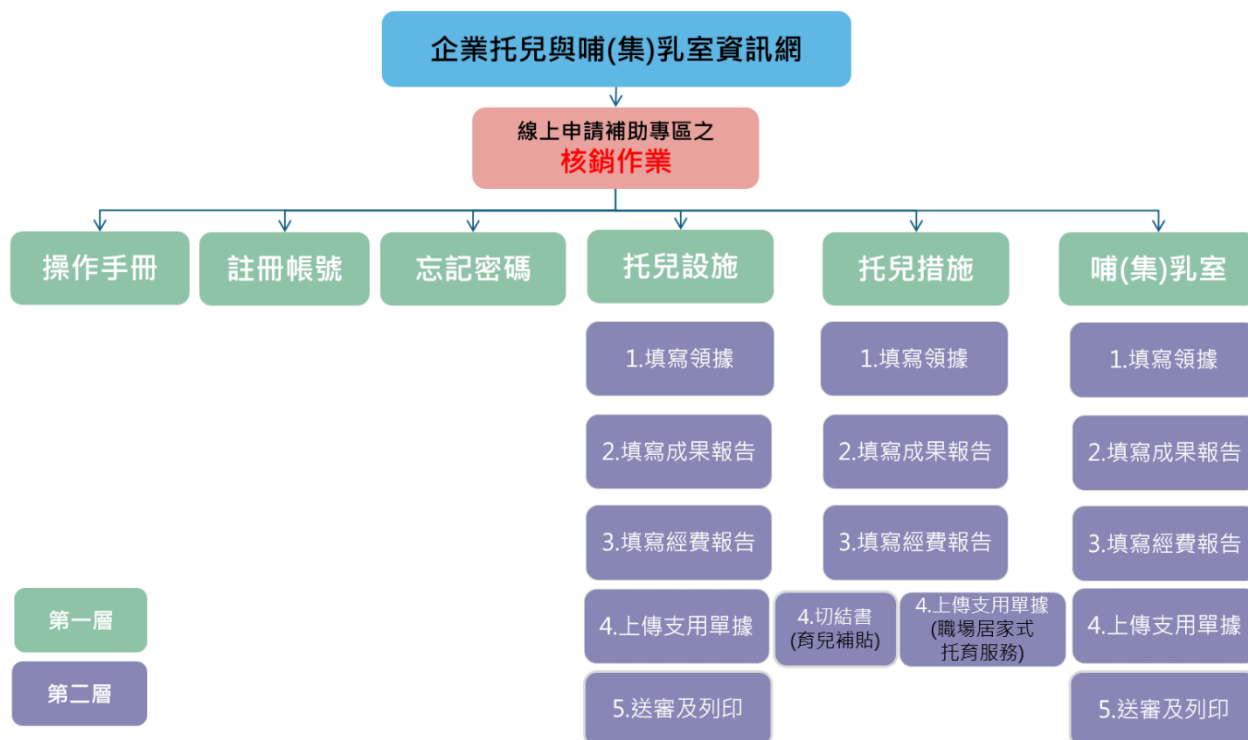 企業托兒與哺(集)乳室資訊網
線上申請補助專區之
核銷作業
操作手冊
註冊帳號
忘記密碼
托兒設施
托兒措施
哺(集)乳室
1.填寫領據
1.填寫領據
1.填寫領據
2.填寫成果報告
2.填寫成果報告
2.填寫成果報告
3.填寫經費報告
3.填寫經費報告
3.填寫經費報告
第一層
4.上傳支用單據
4.切結書
(育兒補貼)
4.上傳支用單據
(職場居家式
托育服務)
4.上傳支用單據
第二層
5.送審及列印
5.送審及列印